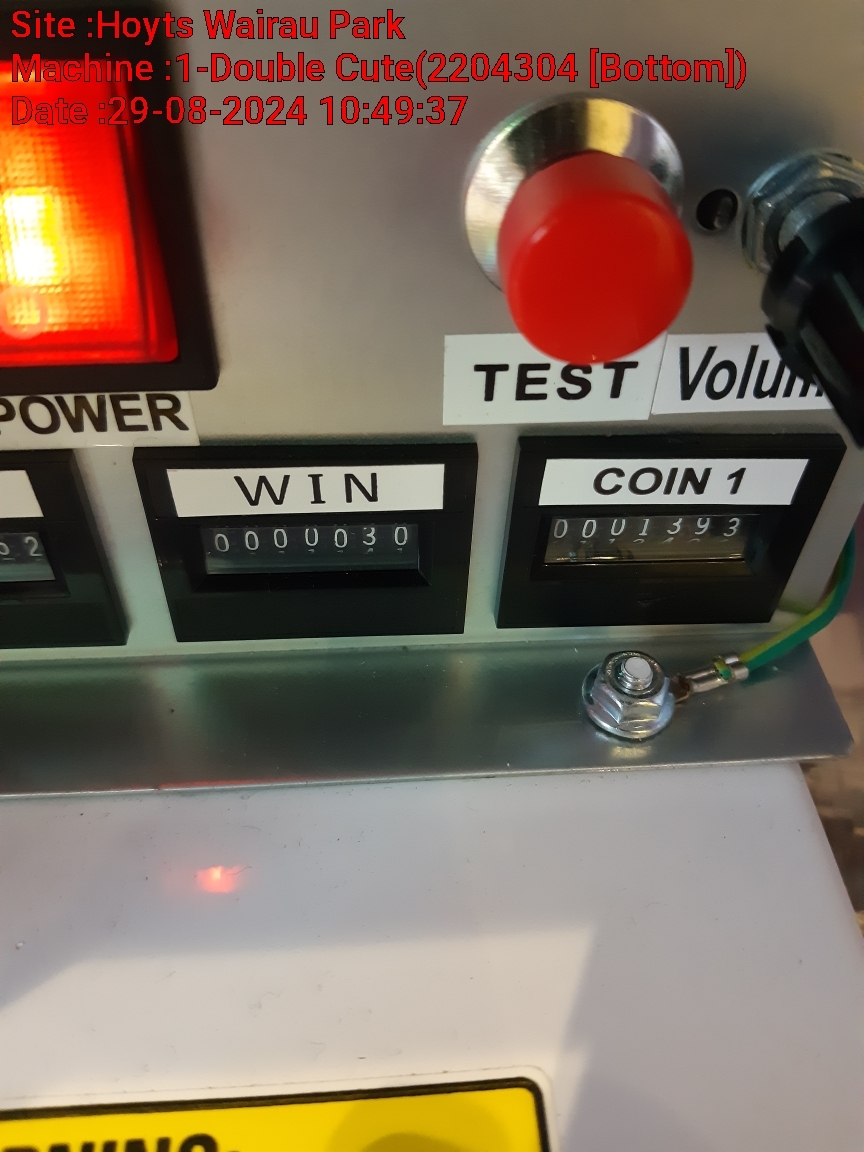 Site :Hoyts Wairau Park
Machine :1-Double Cute(2204304 [Bottom])
Date :29-08-2024 10:49:37
TEST
POWER
WIN
COIN 1
0000030
0001393